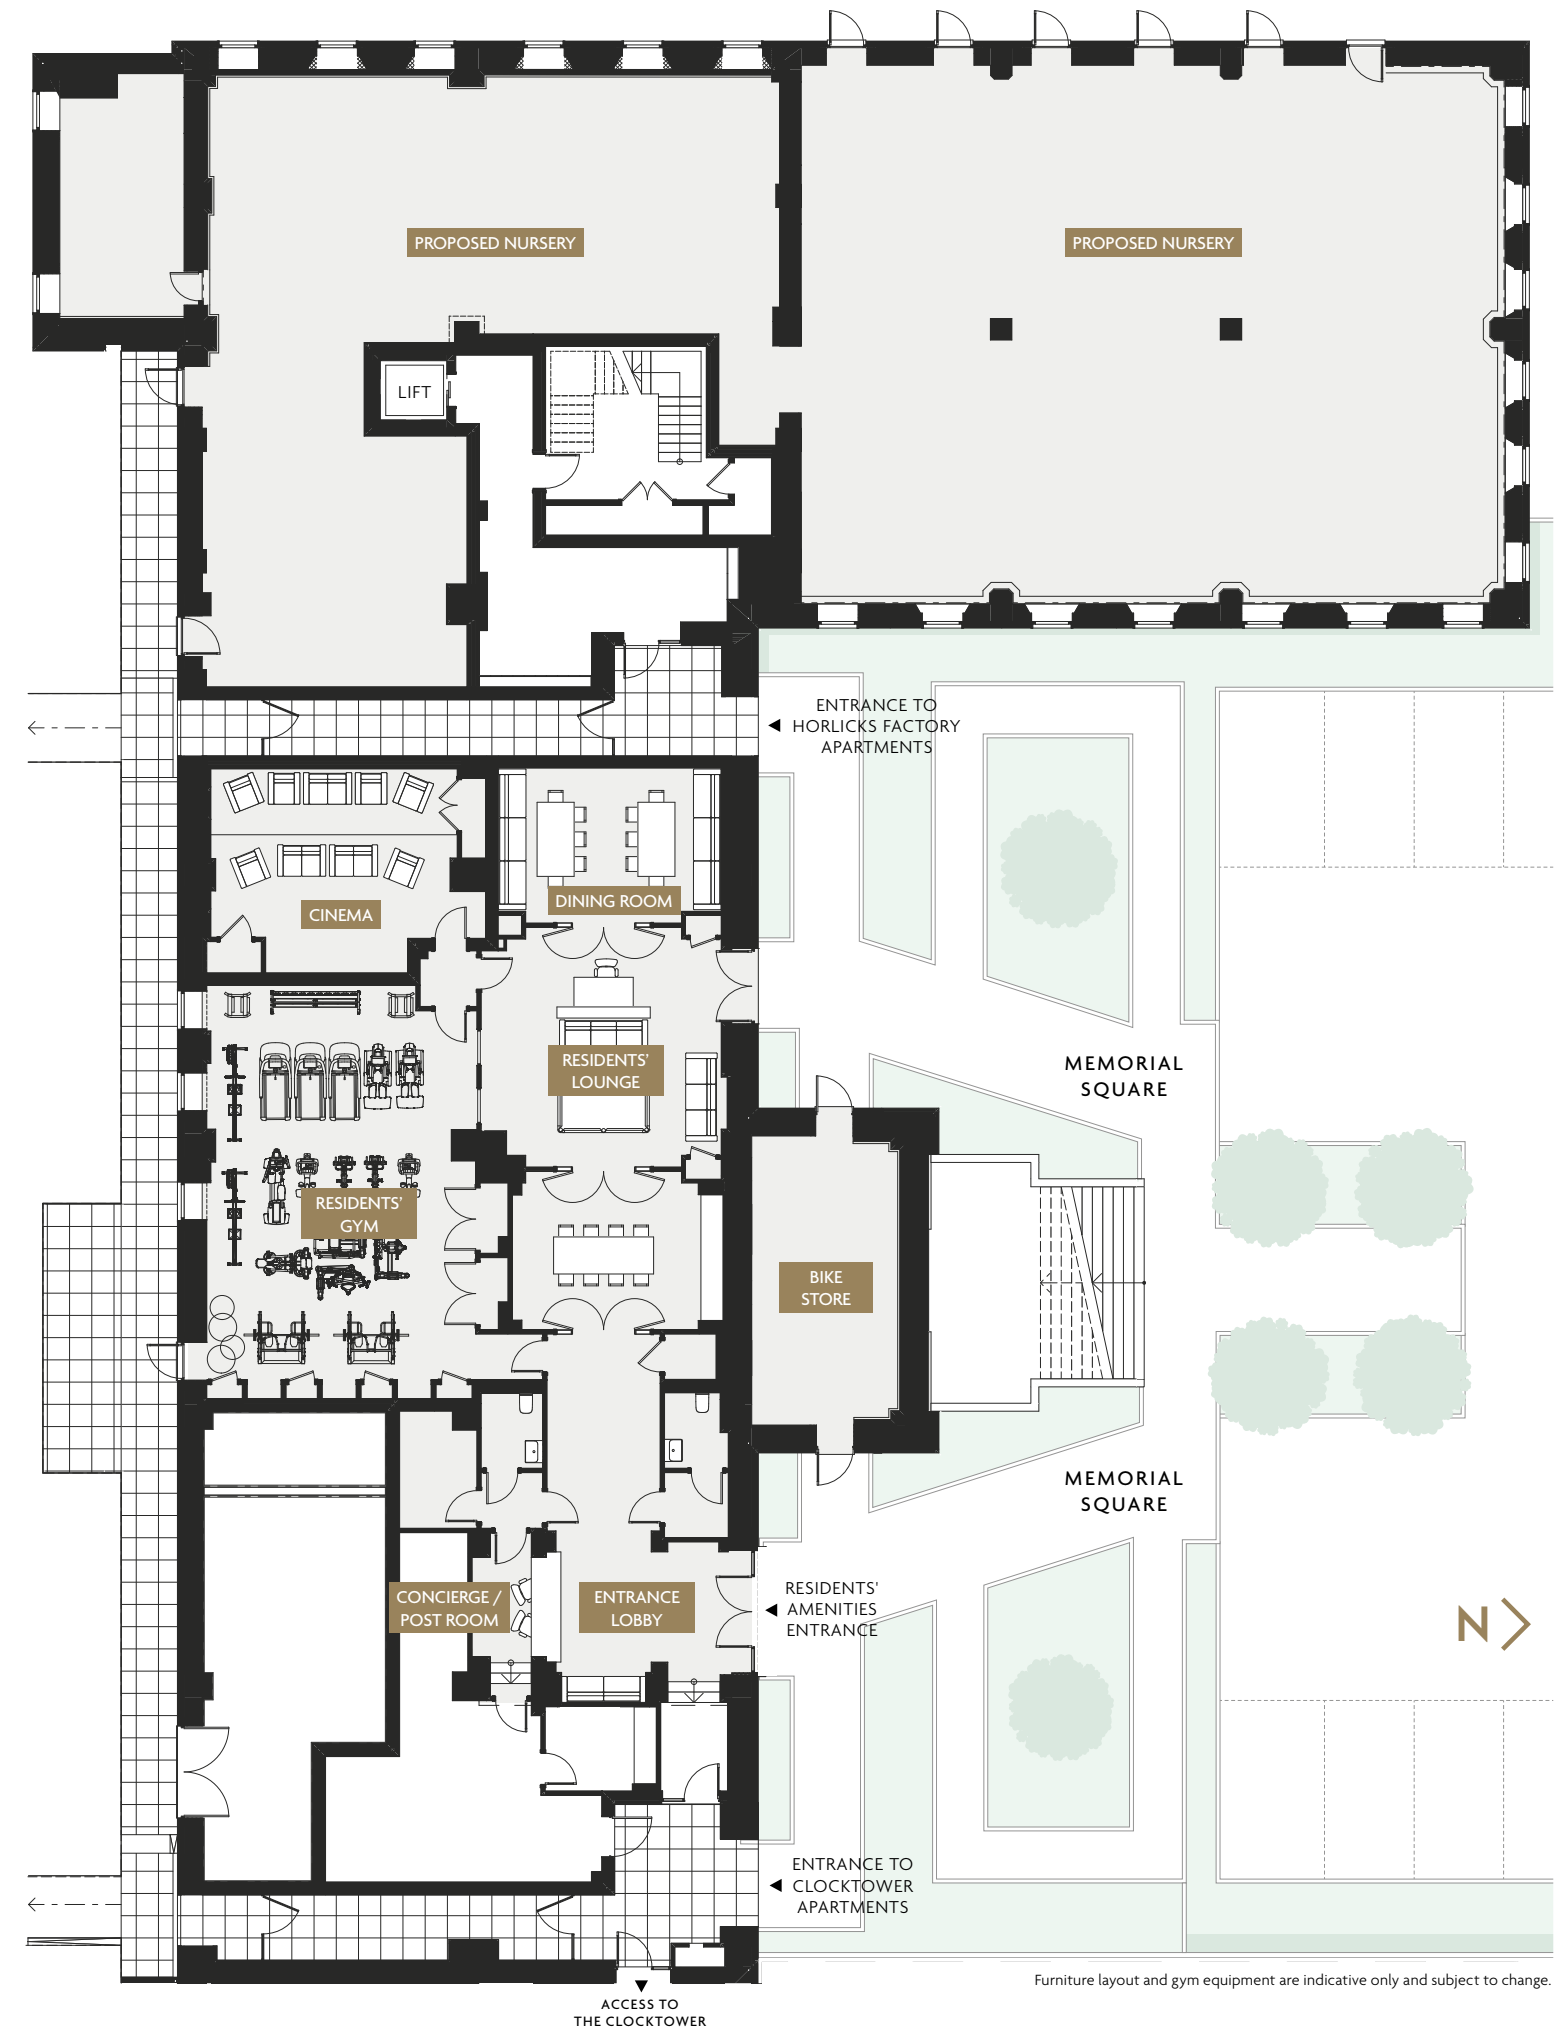 PROPOSED NURSERY
PROPOSED NURSERY
LIFT
ENTRANCE TO
HORLICKS FACTORY
APARTMENTS
DINING ROOM
CINEMA
RESIDENTS’
LOUNGE
MEMORIAL
SQUARE
RESIDENTS’
GYM
BIKE
STORE
MEMORIAL
SQUARE
CONCIERGE /
POST ROOM
ENTRANCE
LOBBY
RESIDENTS'
AMENITIES
ENTRANCE
N
ENTRANCE TO
CLOCKTOWER
APARTMENTS
Furniture layout and gym equipment are indicative only and subject to change.
ACCESS TO
THE CLOCKTOWER